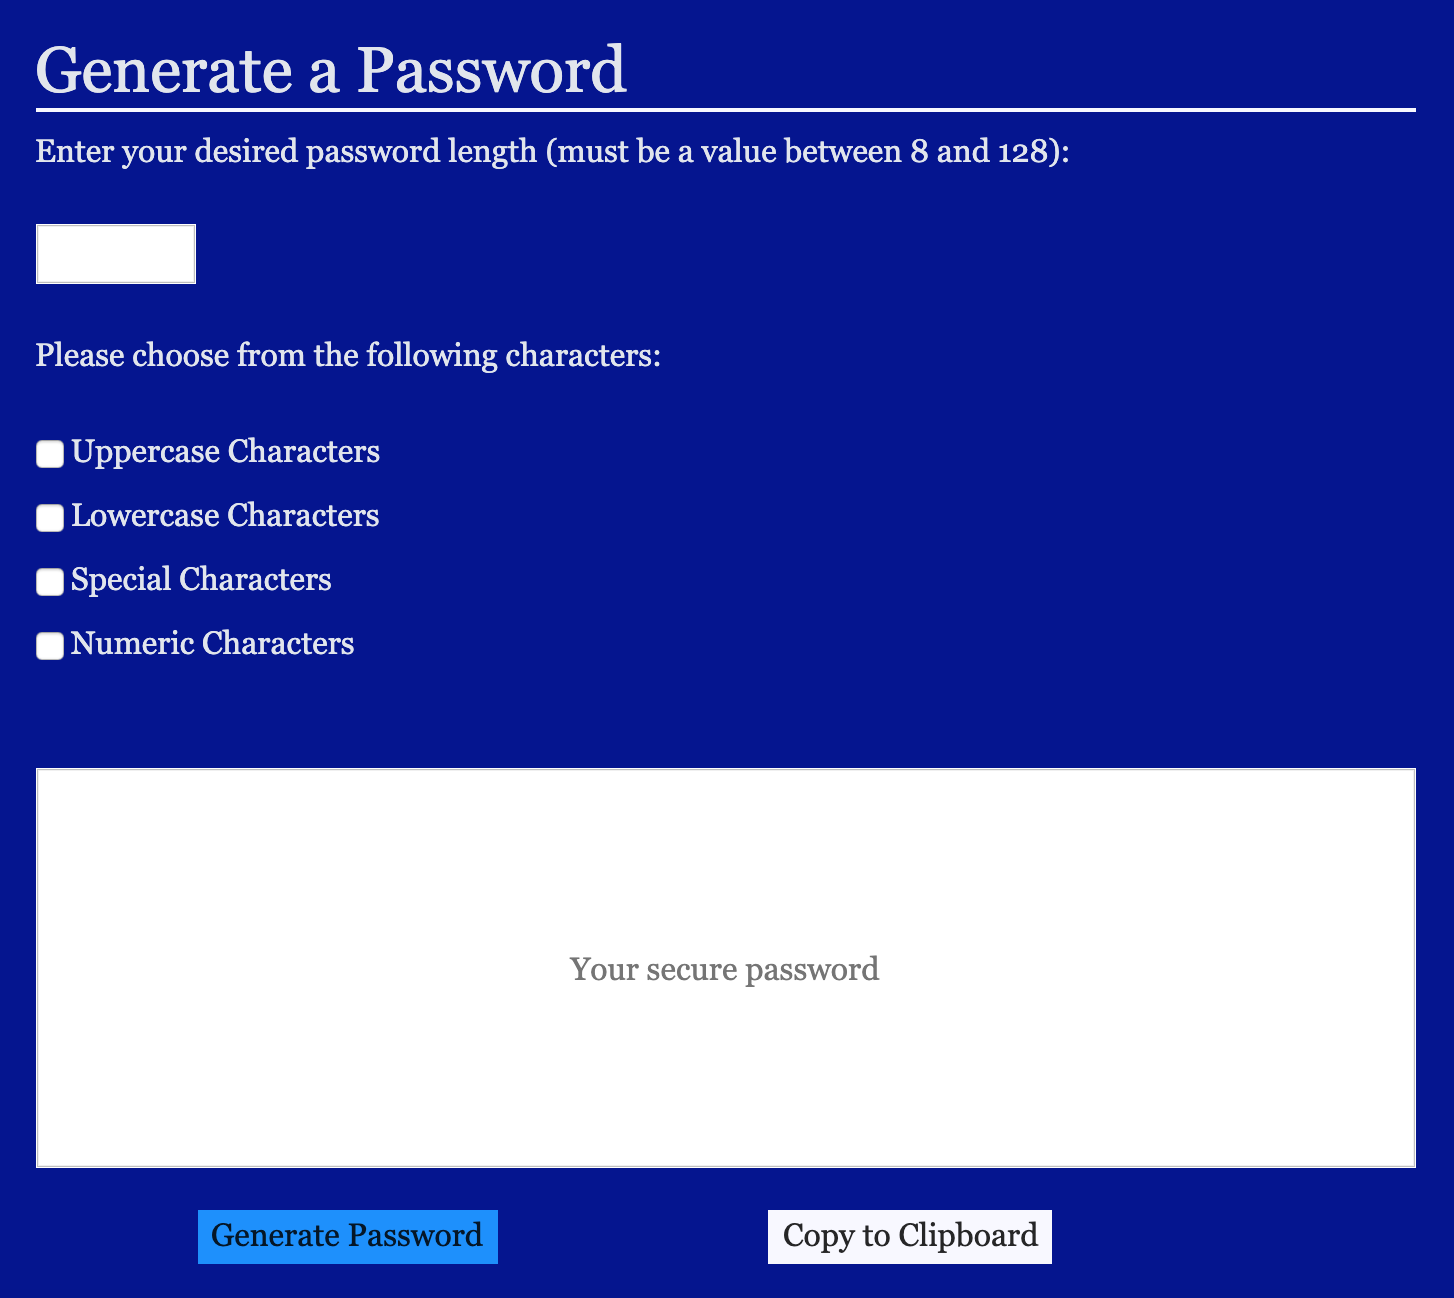 Generate a Password
Enter your desired password length (must be a value between 8 and 128):
Please choose from the following characters:
Uppercase Characters
Lowercase Characters
Special Characters
Numeric Characters
Your secure password
Generate Password
Copy to Clipboard